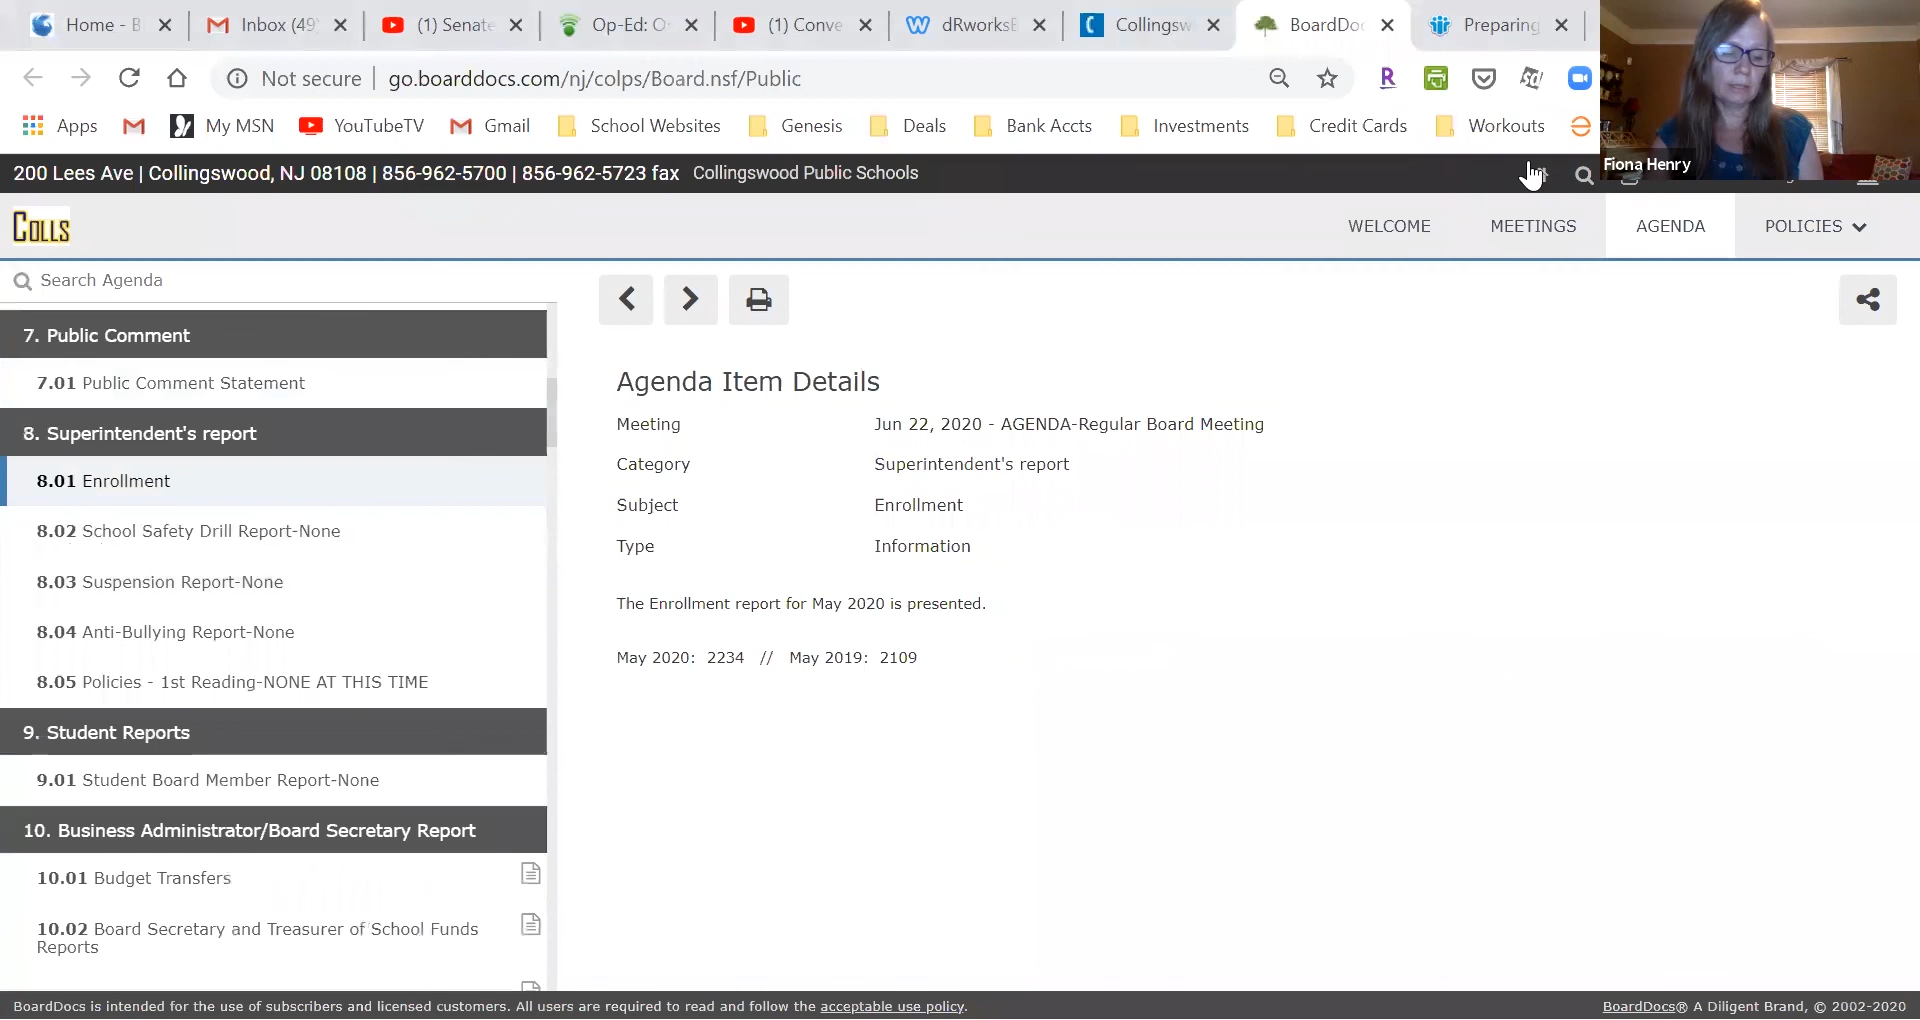 Home - B
Inbox (49
(1) Senate
Op-Ed: O
(1) Conve
dRworksB
Collingsw
BoardDoc
Preparing
Not secure
go.boarddocs.com/nj/colps/Board.nsf/Public
Apps
My MSN
YouTubeTV
Gmail
School Websites
Genesis
Deals
Bank Accts
Investments
Credit Cards
Workouts
Fiona Henry
200 Lees Ave | Collingswood, NJ 08108 | 856-962-5700 | 856-962-5723 fax
Collingswood Public Schools
COLLS
WELCOME
MEETINGS
AGENDA
POLICIES
Search Agenda
7. Public Comment
7.01 Public Comment Statement
8. Superintendent's report
8.01 Enrollment
8.02 School Safety Drill Report-None
8.03 Suspension Report-None
8.04 Anti-Bullying Report-None
8.05 Policies - 1st Reading-NONE AT THIS TIME
9. Student Reports
9.01 Student Board Member Report-None
10. Business Administrator/Board Secretary Report
10.01 Budget Transfers
10.02 Board Secretary and Treasurer of School Funds
Reports
Agenda Item Details
Meeting Jun 22, 2020 - AGENDA-Regular Board Meeting
Category Superintendent's report
Subject Enrollment
Type Information
The Enrollment report for May 2020 is presented.
May 2020: 2234 // May 2019: 2109
BoardDocs is intended for the use of subscribers and licensed customers. All users are required to read and follow the acceptable use policy.
BoardDocs® A Diligent Brand, © 2002-2020